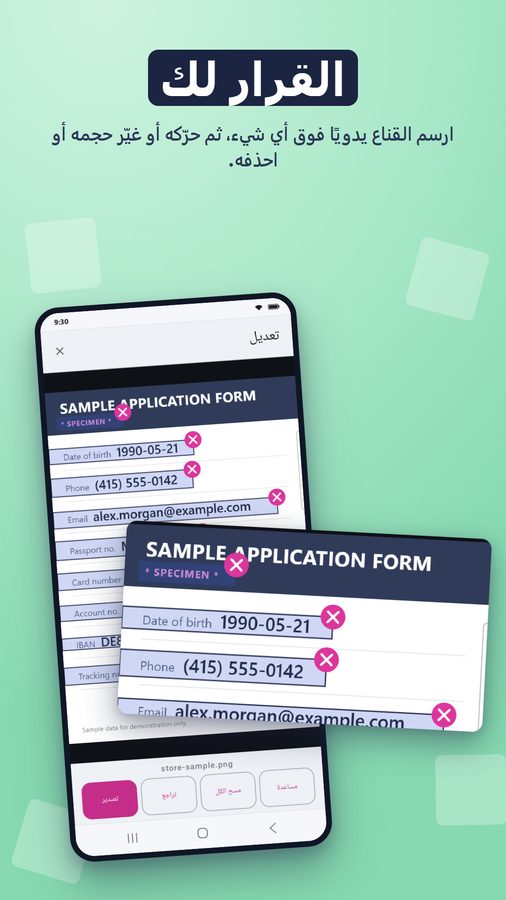 القرار لك
ارسم القناع يدويًا فوق أي شيء، ثم حرّكه أو غيّر حجمه أو
احذفه.
9:30
تعديل
SAMPLE APPLICATION FORM
* SPECIMEN *
Date of birth 1990-05-21
Phone (415) 555-0142
Email alex.morgan@example.com
Passport no.
Card number
Account no.
IBAN DE8
Tracking
Sample data for demonstration only.
SAMPLE APPLICATION FORM
* SPECIMEN *
Date of birth 1990-05-21
Phone (415) 555-0142
Email alex.morgan@example.com
store-sample.png
مساعدة
مسح الكل
تراجع
تصدير